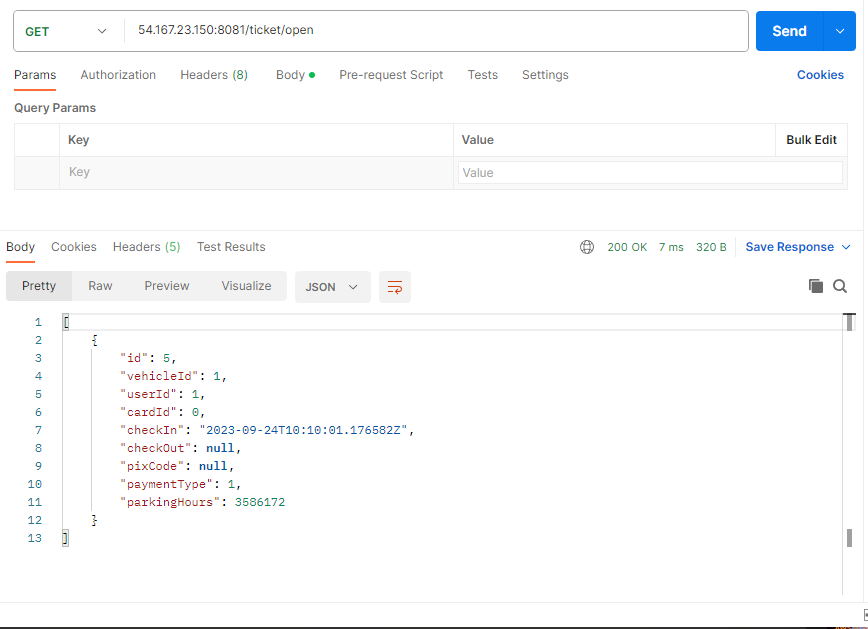 GET 54.167.23.150:8081/ticket/open Send
Params Authorization Headers (8) Body Pre-request Script Tests Settings Cookies
Query Params
Key Value Bulk Edit
Key Value
Body Cookies Headers (5) Test Results 200 OK 7 ms 320 B Save Response
Pretty Raw Preview Visualize JSON
1 [
2 {
3 "id": 5,
4 "vehicleId": 1,
5 "userId": 1,
6 "cardId": 0,
7 "checkIn": "2023-09-24T10:10:01.176582Z",
8 "checkOut": null,
9 "pixCode": null,
10 "paymentType": 1,
11 "parkingHours": 3586172
12 }
13 ]